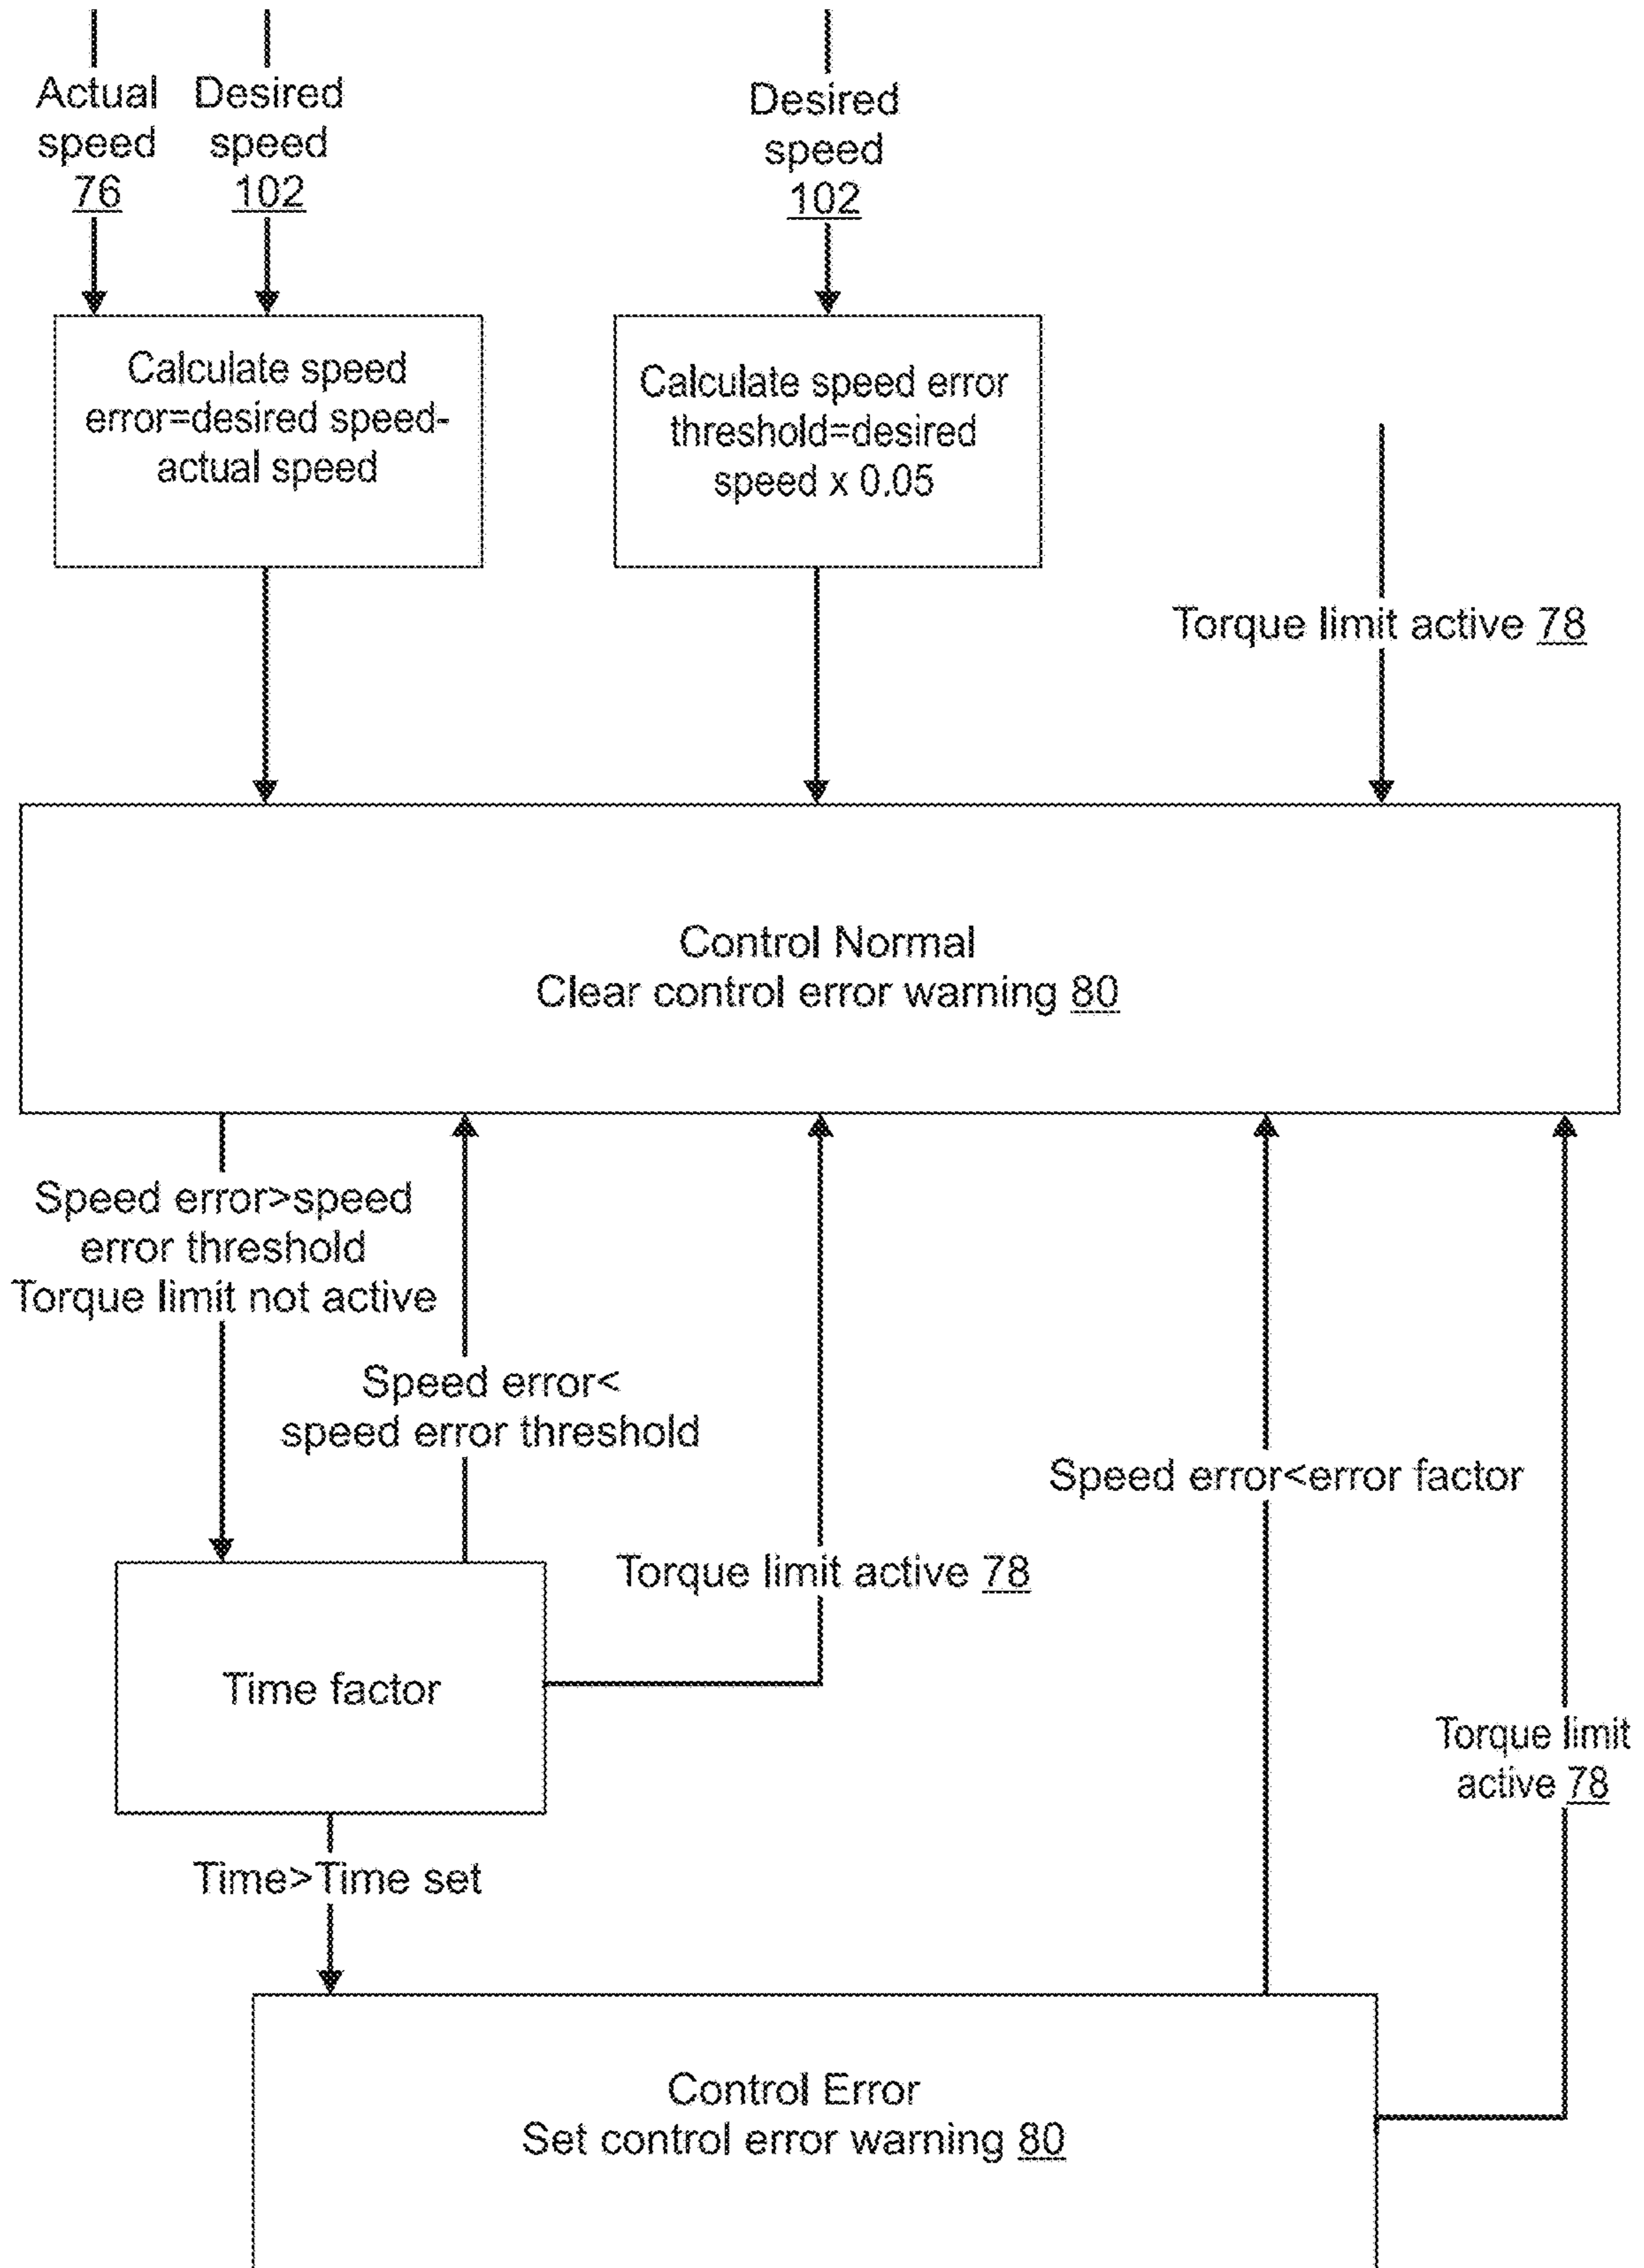 Actual
speed
76
Desired
speed
102
Desired
speed
102
Calculate speed
error=desired speed-
actual speed
Calculate speed error
threshold=desired
speed x 0.05
Torque limit active 78
Control Normal
Clear control error warning 80
Speed error>speed
error threshold
Torque limit not active
Speed error<
speed error threshold
Speed error<error factor
Torque limit active 78
Time factor
Torque limit
active 78
Time>Time set
Control Error
Set control error warning 80